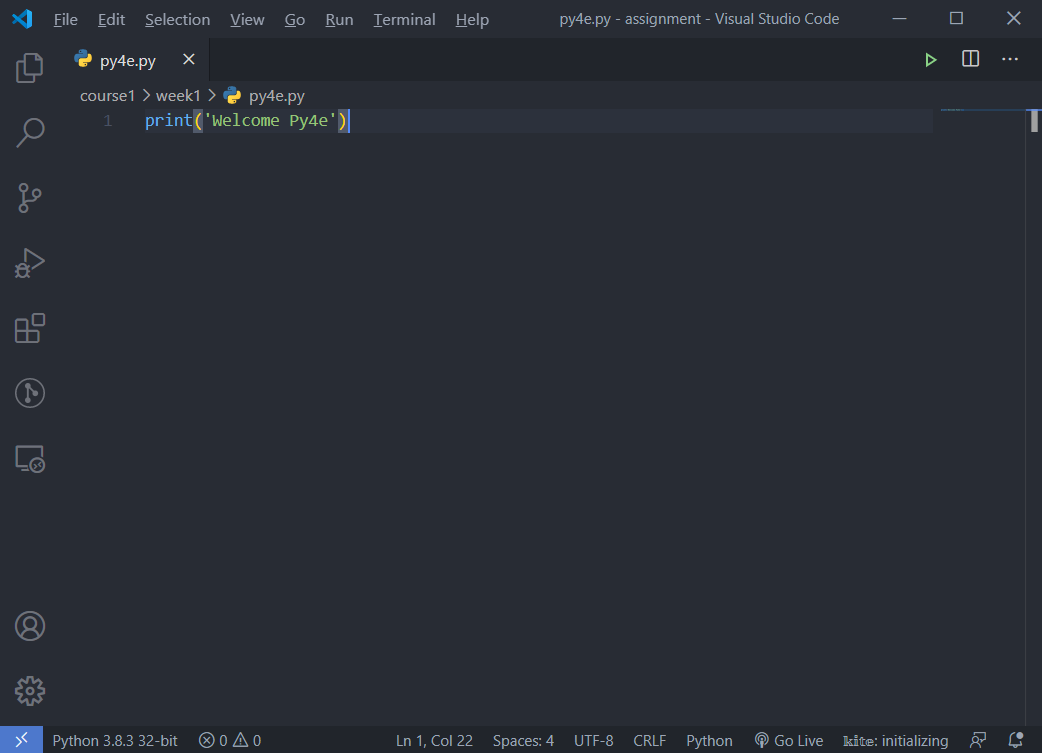 File Edit Selection View Go Run Terminal Help py4e.py - assignment - Visual Studio Code
py4e.py
course1 > week1 > py4e.py
1 print('Welcome Py4e')
Python 3.8.3 32-bit 0 0 Ln 1, Col 22 Spaces: 4 UTF-8 CRLF Python Go Live kite: initializing